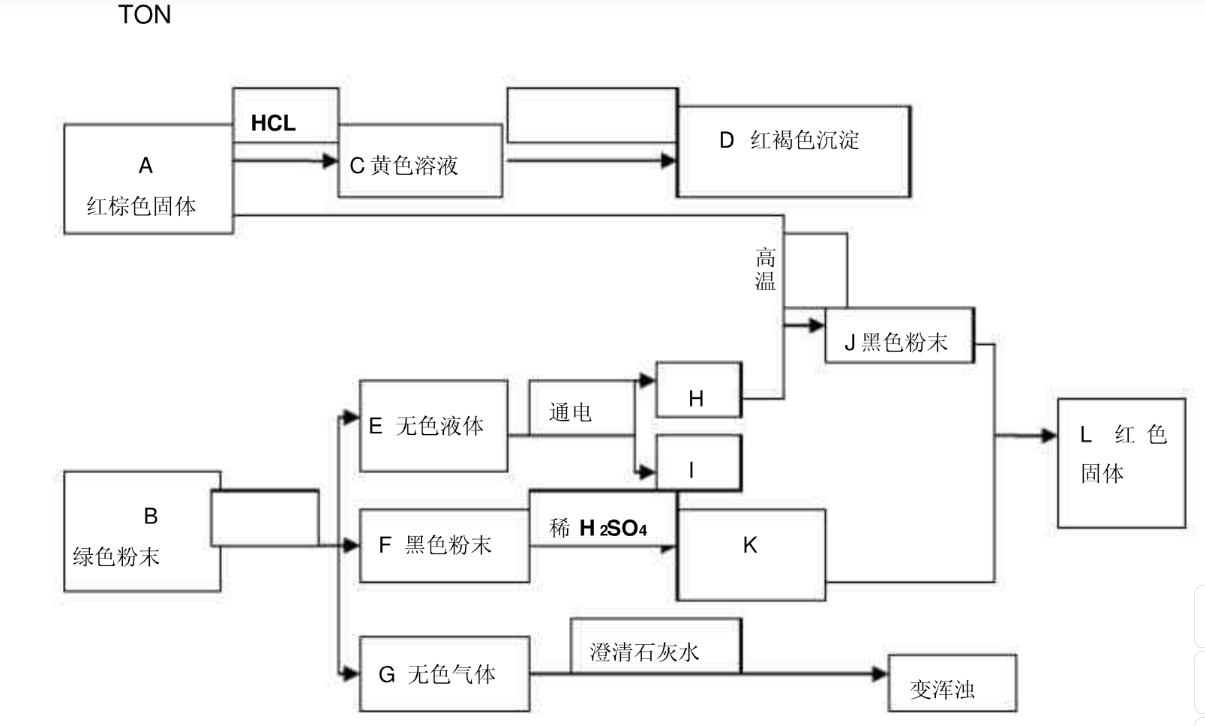 TON
HCL
A
红棕色固体
C 黄色溶液
D 红褐色沉淀
高
温
J 黑色粉末
H
E 无色液体
通电
I
L 红 色
固体
B
绿色粉末
F 黑色粉末
稀 H2SO4
K
G 无色气体
澄清石灰水
变浑浊